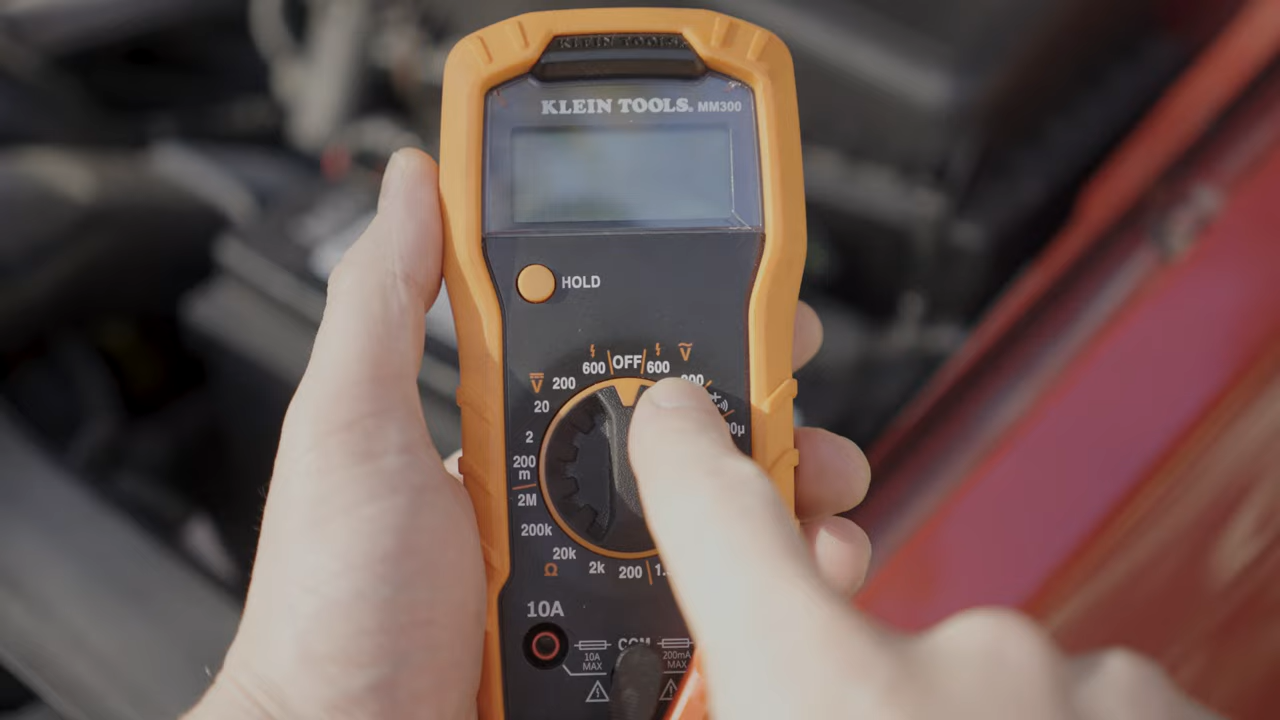 KLEIN TOOLS
KLEIN TOOLS® MM300
HOLD
600 OFF 600
200
20
2
200
m
2M
200k
20k
Ω 2k 200
10A
COM
10A
MAX
200mA
MAX